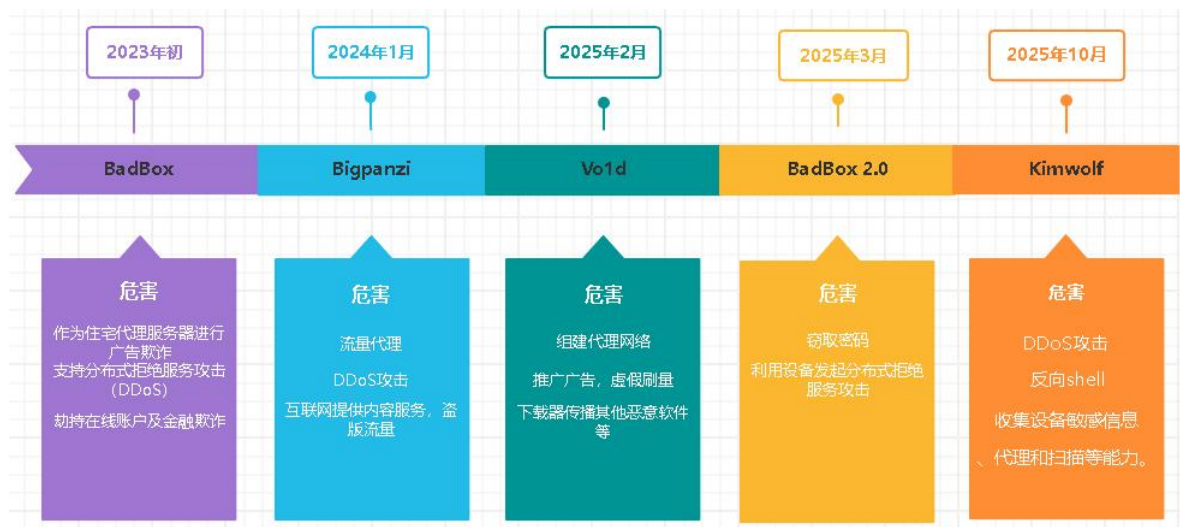 2023年初
2024年1月
2025年2月
2025年3月
2025年10月
BadBox
Bigpanzi
Vo1d
BadBox 2.0
Kimwolf
危害
作为住宅代理服务器进行
广告欺诈
支持分布式拒绝服务攻击
(DDoS)
劫持在线账户及金融欺诈
危害
流量代理
DDoS攻击
互联网提供内容服务，盗
版流量
危害
组建代理网络
推广广告，虚假刷量
下载器传播其他恶意软件
等
危害
窃取密码
利用设备发起分布式拒绝
服务攻击
危害
DDoS攻击
反向shell
收集设备敏感信息
、代理和扫描等能力。